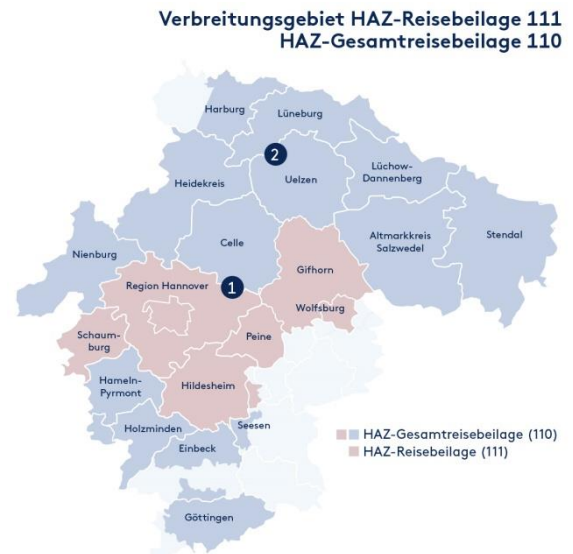 Verbreitungsgebiet HAZ-Reisebeilage 111
HAZ-Gesamtreisebeilage 110
Harburg
Lüneburg
2
Heidekreis
Uelzen
Lüchow-
Dannenberg
Nienburg
Celle
Altmarkkreis
Salzwedel
Stendal
Gifhorn
Region Hannover
1
Wolfsburg
Schaum-
burg
Peine
Hameln-
Pyrmont
Hildesheim
Holzminden
Seesen
Einbeck
HAZ-Gesamtreisebeilage (110)
HAZ-Reisebeilage (111)
Göttingen